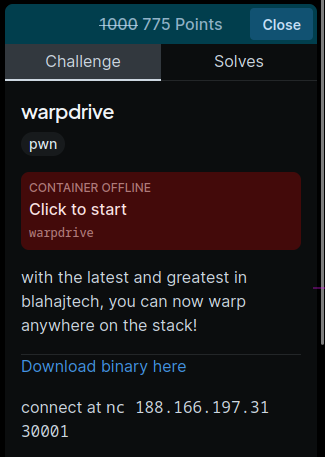 1000 775 Points
Close
Challenge
Solves
warpdrive
pwn
CONTAINER OFFLINE
Click to start
warpdrive
with the latest and greatest in
blahajtech, you can now warp
anywhere on the stack!
Download binary here
connect at nc 188.166.197.31
30001